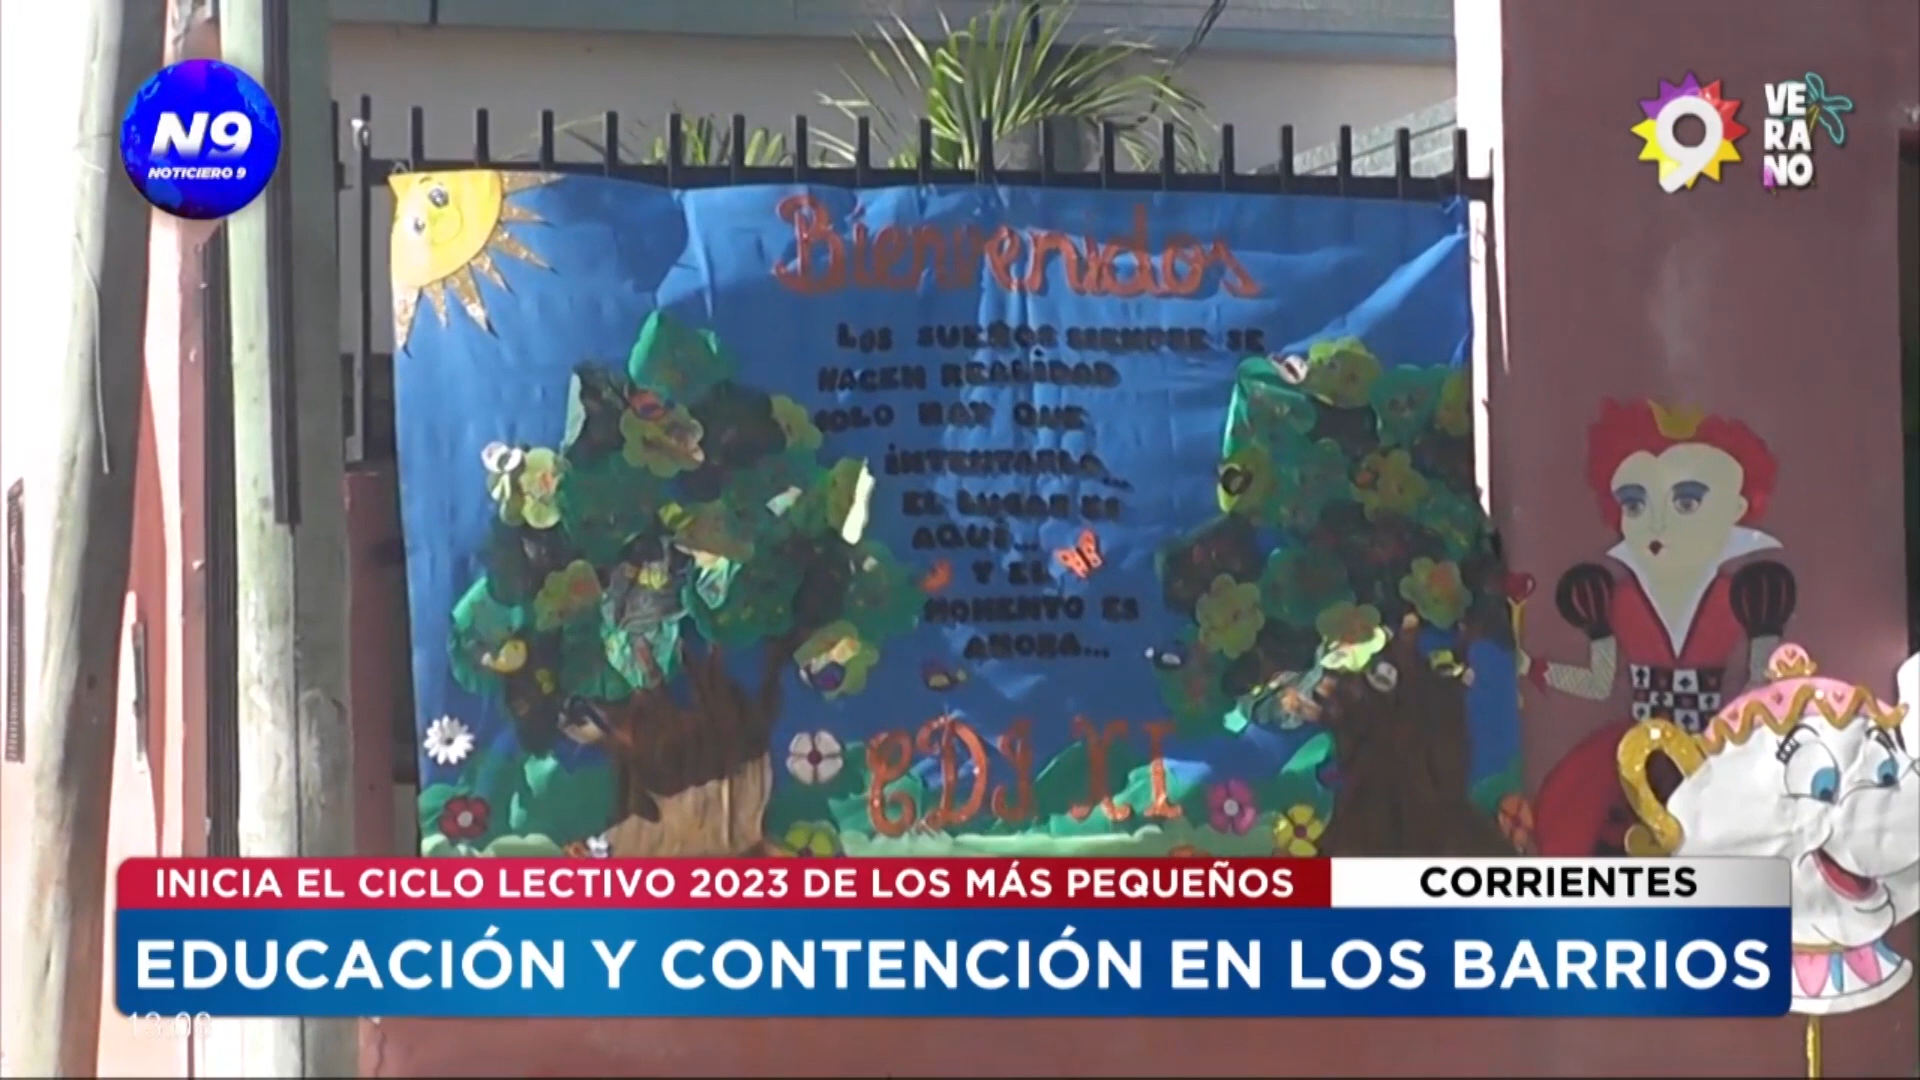 N9
NOTICIERO 9
9
VE
RA
NO
Bienvenidos
LOS SUEÑOS SIEMPRE SE
HACEN REALIDAD
SOLO HAY QUE
INTENTARLO...
EL LUGAR ES
AQUÍ...
Y EL
MOMENTO ES
AHORA...
CDI XI
INICIA EL CICLO LECTIVO 2023 DE LOS MÁS PEQUEÑOS
CORRIENTES
EDUCACIÓN Y CONTENCIÓN EN LOS BARRIOS